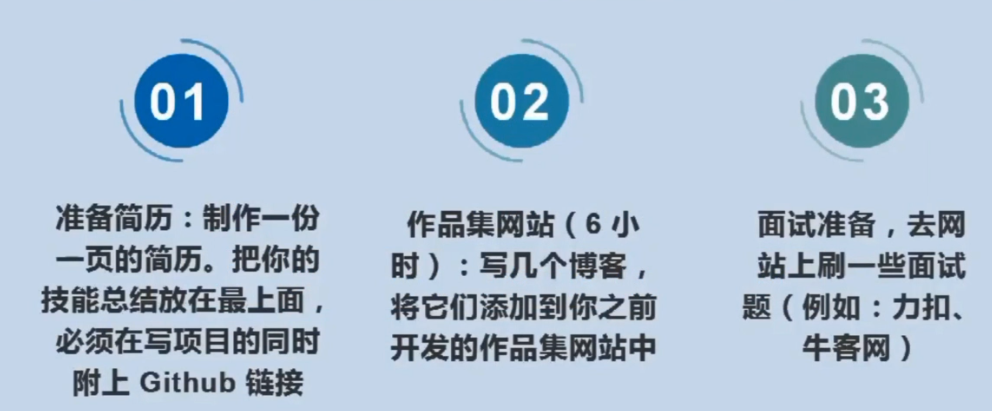 01
准备简历：制作一份
一页的简历。把你的
技能总结放在最上面，
必须在写项目的同时
附上 Github 链接
02
作品集网站（6 小
时）：写几个博客，
将它们添加到你之前
开发的作品集网站中
03
面试准备，去网
站上刷一些面试
题（例如：力扣、
牛客网）